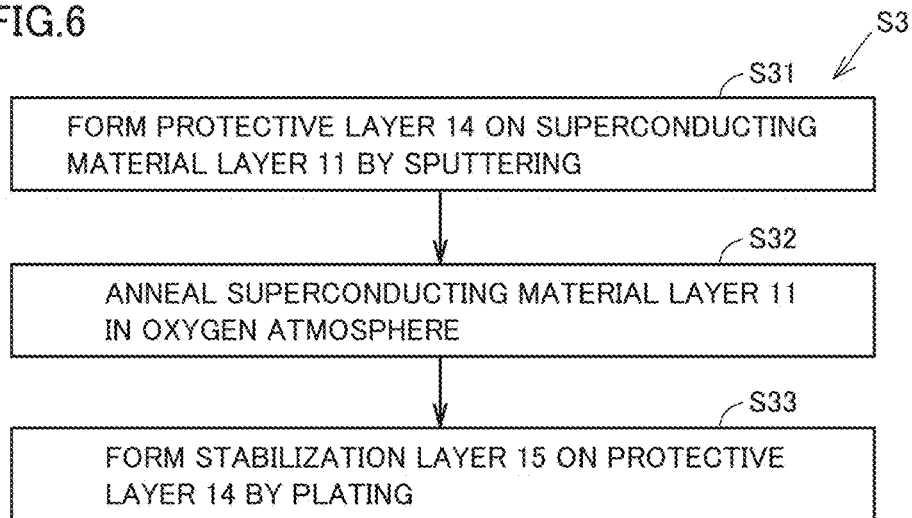 FIG.6
S3
S31
FORM PROTECTIVE LAYER 14 ON SUPERCONDUCTING
MATERIAL LAYER 11 BY SPUTTERING
S32
ANNEAL SUPERCONDUCTING MATERIAL LAYER 11
IN OXYGEN ATMOSPHERE
S33
FORM STABILIZATION LAYER 15 ON PROTECTIVE
LAYER 14 BY PLATING